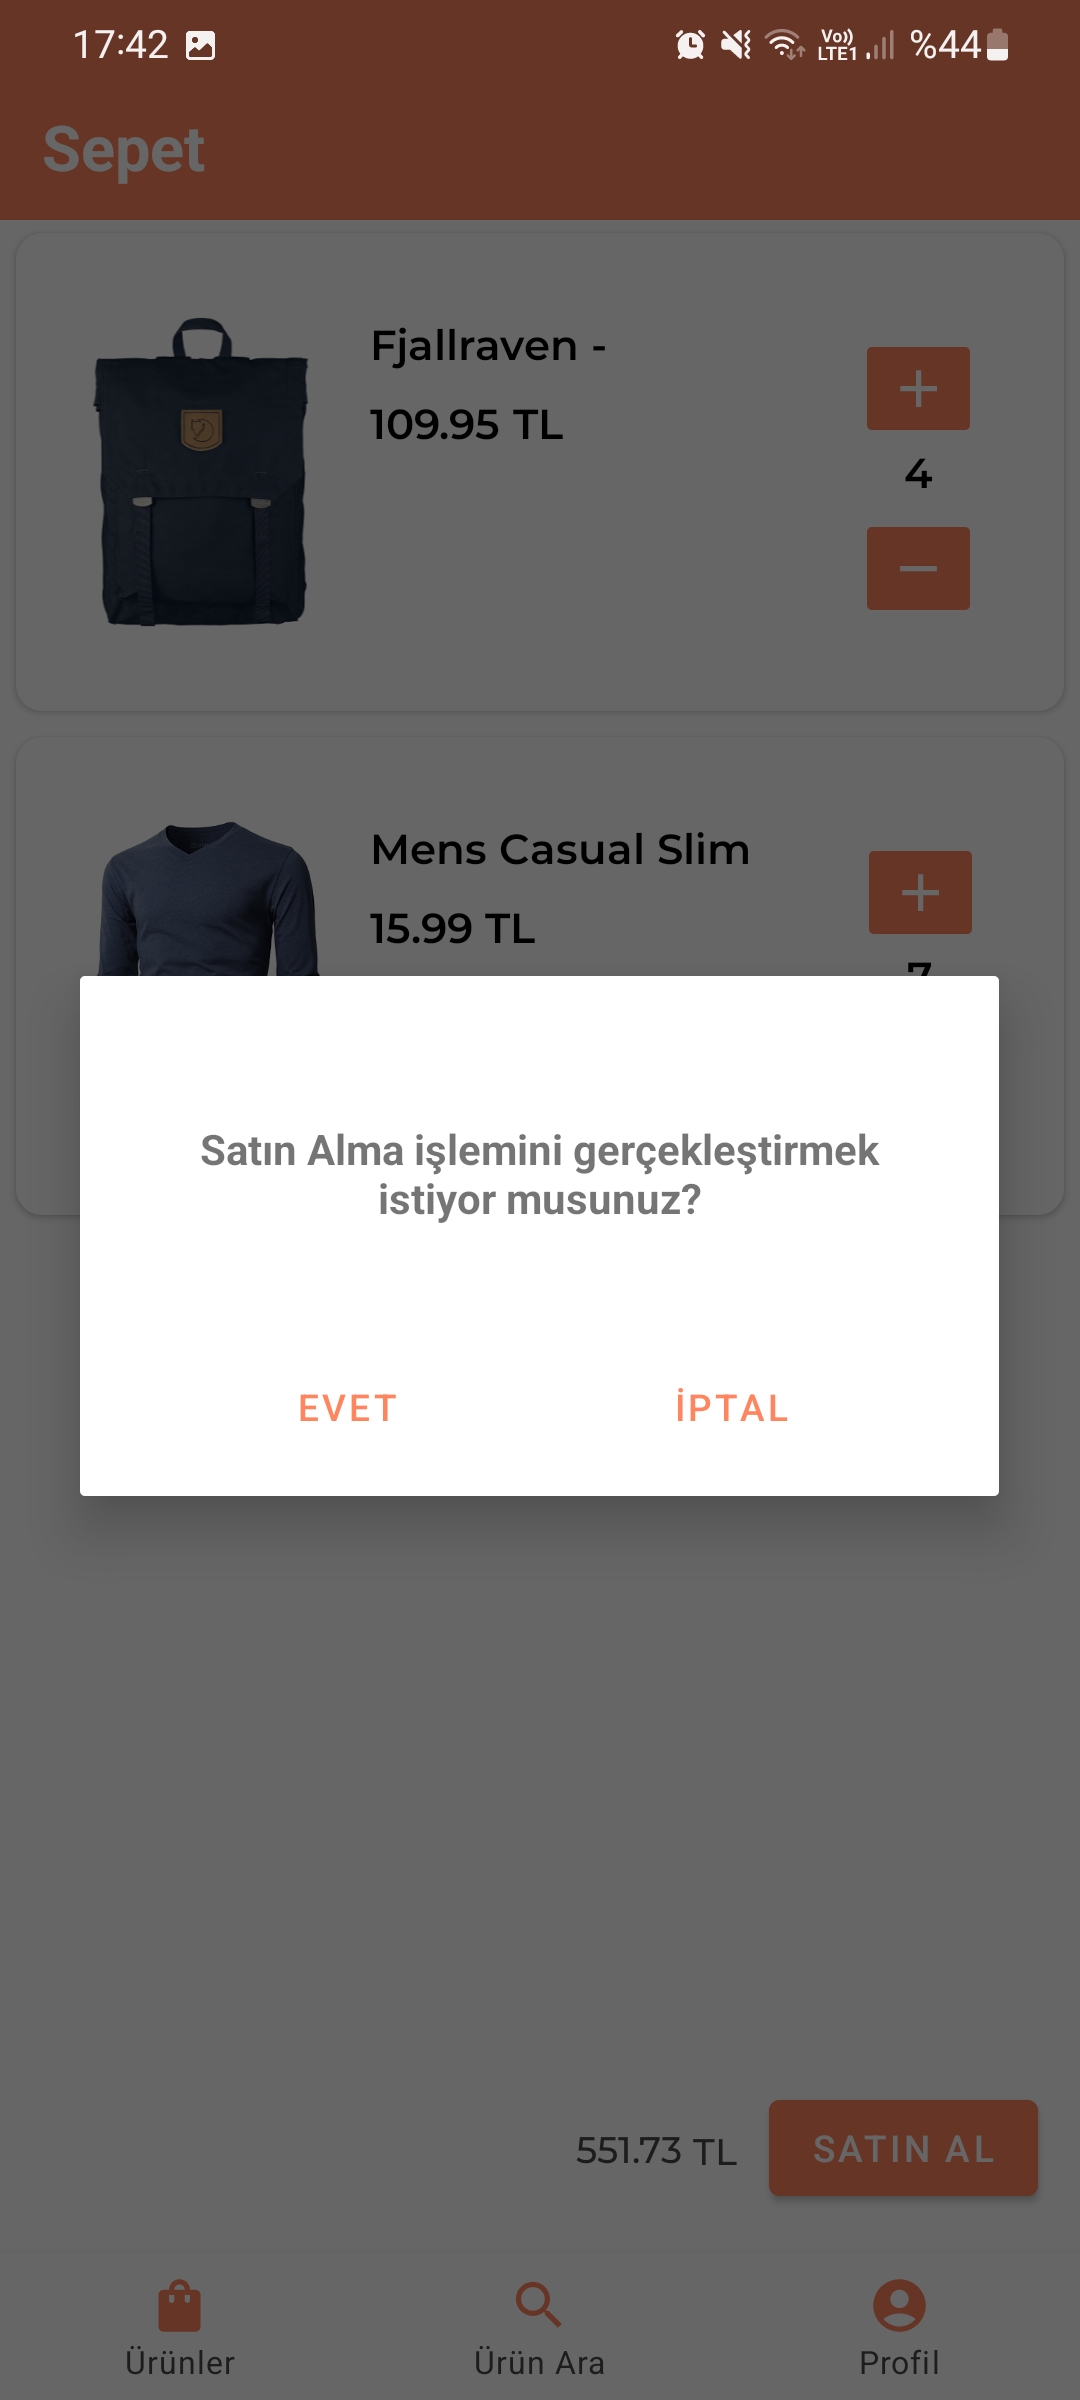 17:42
Vo))
LTE1
%44
Sepet
Fjallraven -
109.95 TL
4
Mens Casual Slim
15.99 TL
7
Satın Alma işlemini gerçekleştirmek
istiyor musunuz?
EVET
İPTAL
551.73 TL
SATIN AL
Ürünler
Ürün Ara
Profil